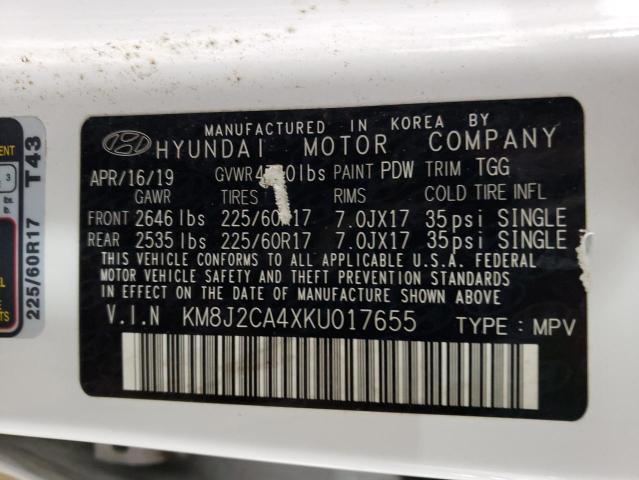 MANUFACTURED IN KOREA BY
HYUNDAI MOTOR COMPANY
APR/16/19 GVWR lbs PAINT PDW TRIM TGG
GAWR TIRES RIMS COLD TIRE INFL
FRONT 2646 lbs 225/60R17 7.0JX17 35psi SINGLE
REAR 2535 lbs 225/60R17 7.0JX17 35psi SINGLE
THIS VEHICLE CONFORMS TO ALL APPLICABLE U.S.A. FEDERAL
MOTOR VEHICLE SAFETY AND THEFT PREVENTION STANDARDS
IN EFFECT ON THE DATE OF MANUFACTURE SHOWN ABOVE.
V.I.N KM8J2CA4XKU017655 TYPE : MPV
225/60R17 T43